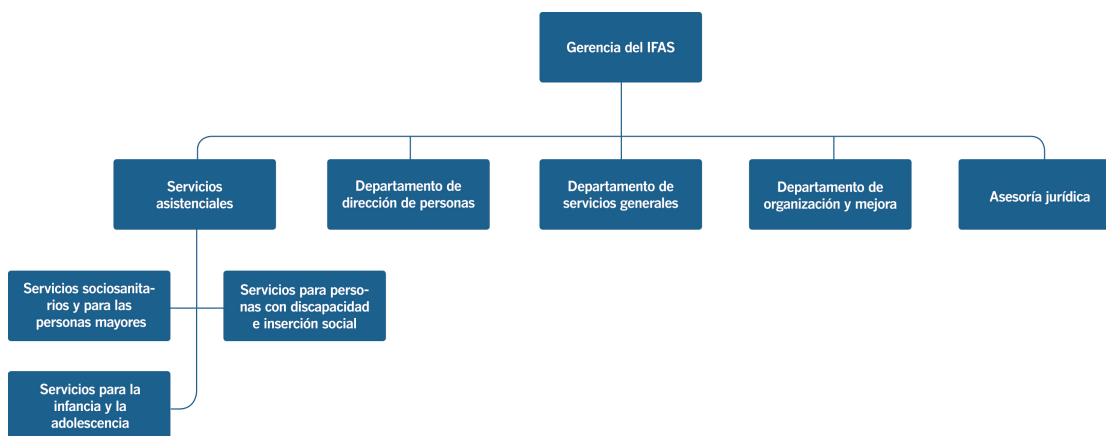 Gerencia del IFAS
Servicios
asistenciales
Departamento de
dirección de personas
Departamento de
servicios generales
Departamento de
organización y mejora
Asesoría jurídica
Servicios sociosanita-
rios y para las
personas mayores
Servicios para perso-
nas con discapacidad
e inserción social
Servicios para la
infancia y la
adolescencia